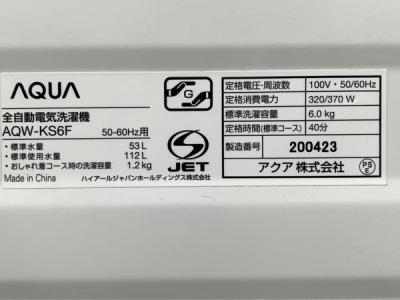 AQUA
全自動電気洗濯機
AQW-KS6F 50-60Hz用
・標準水量 53 L
・標準使用水量 112 L
・おしゃれ着コース時の洗濯容量 1.2 kg
Made in China
ハイアールジャパンホールディングス株式会社
G
S
JET
定格電圧・周波数 100V・50/60Hz
定格消費電力 320/370 W
標準洗濯容量 6.0 kg
定格時間(標準コース) 40分
製造番号 200423
アクア 株式会社
PS
E